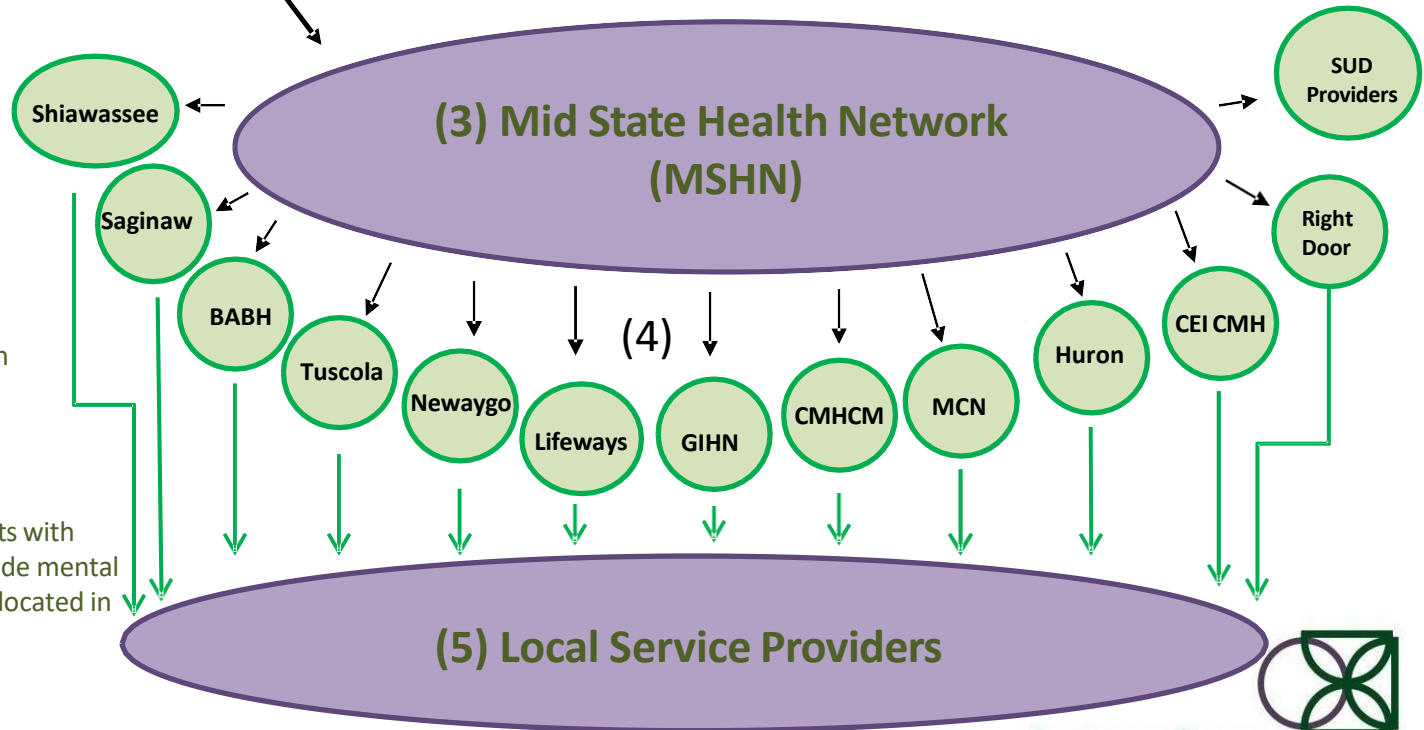 (3) Mid State Health Network
(MSHN)
SUD
Providers
Shiawassee
Saginaw
Right
Door
BABH
CEI CMH
(4)
Huron
Tuscola
Newaygo
CMHCM
MCN
Lifeways
GIHN
ts with
de mental
located in
(5) Local Service Providers